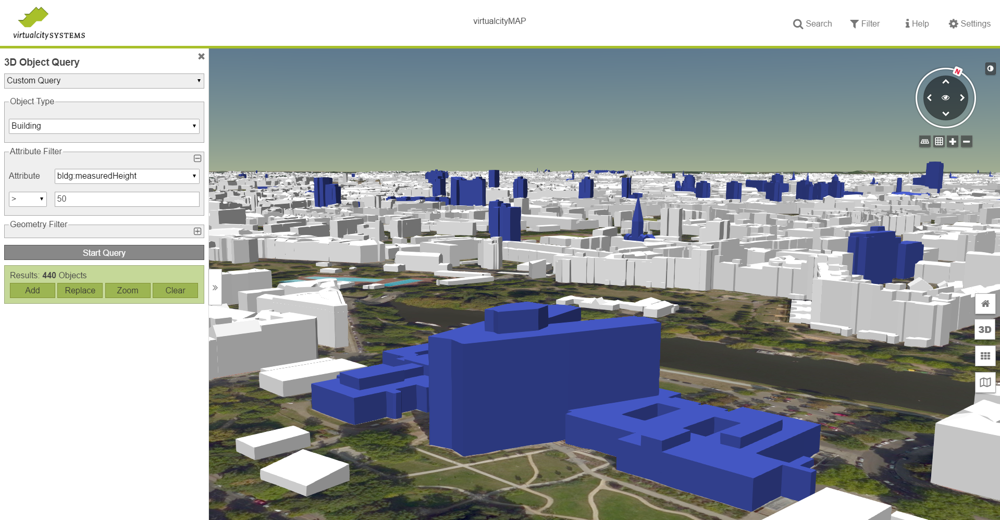 virtualcitySYSTEMS
virtualcityMAP
Search
Filter
Help
Settings
3D Object Query
Custom Query
Object Type
Building
Attribute Filter
Attribute
bldg:measuredHeight
>
50
Geometry Filter
Start Query
Results: 440 Objects
Add
Replace
Zoom
Clear
N
3D